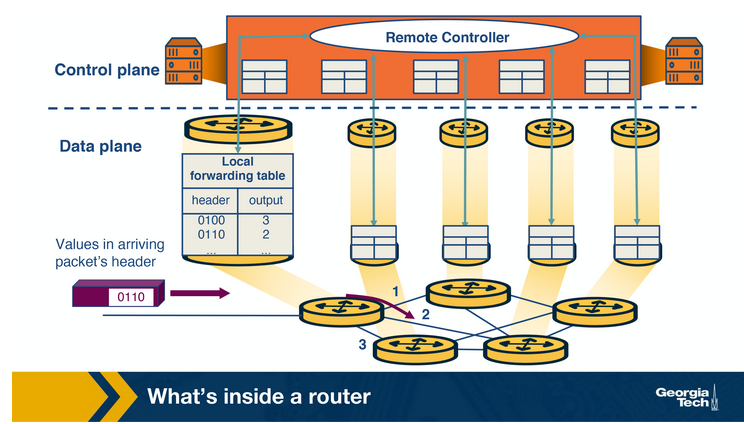 Remote Controller
Control plane
Data plane
Local
forwarding table
header output
0100 3
0110 2
... ...
Values in arriving
packet's header
0110
1
2
3
What's inside a router
Georgia
Tech